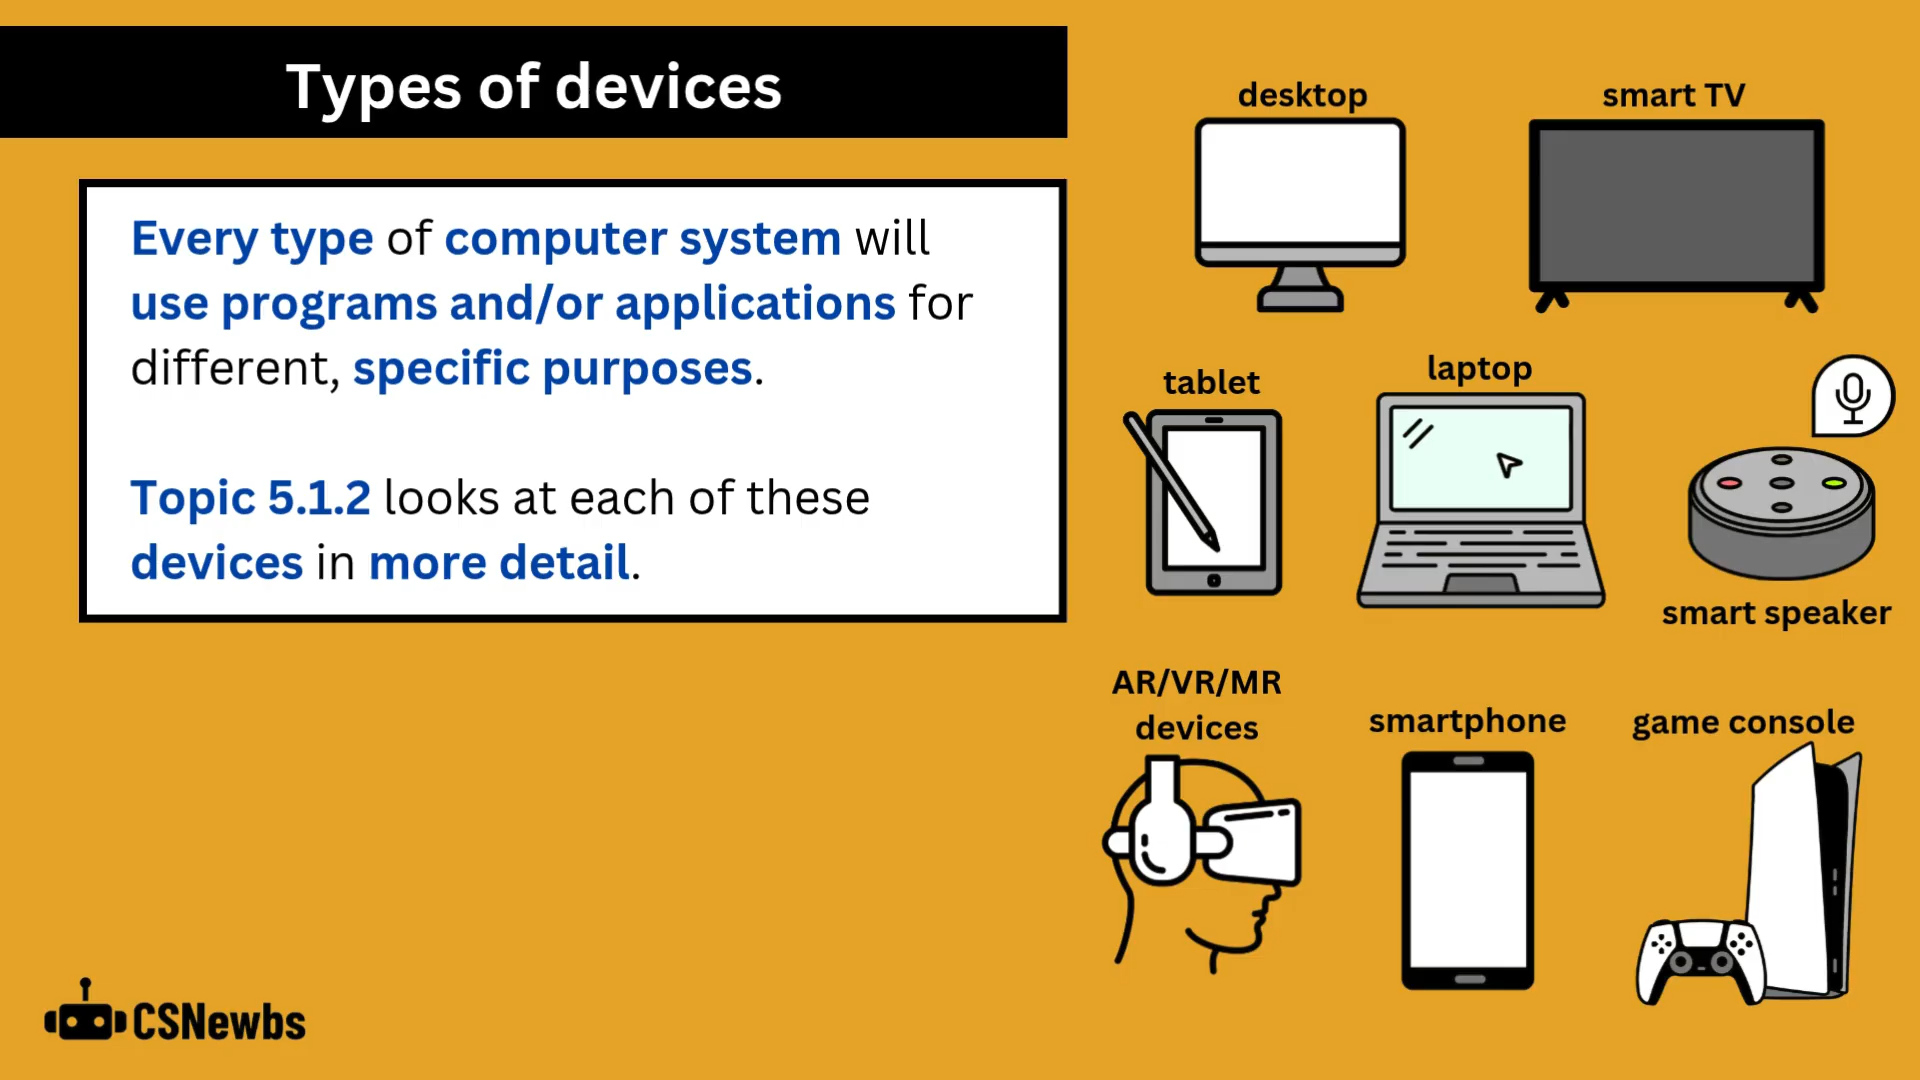 Types of devices
Every type of computer system will
use programs and/or applications for
different, specific purposes.
Topic 5.1.2 looks at each of these
devices in more detail.
desktop
smart TV
tablet
laptop
smart speaker
AR/VR/MR
devices
smartphone
game console
CSNewbs